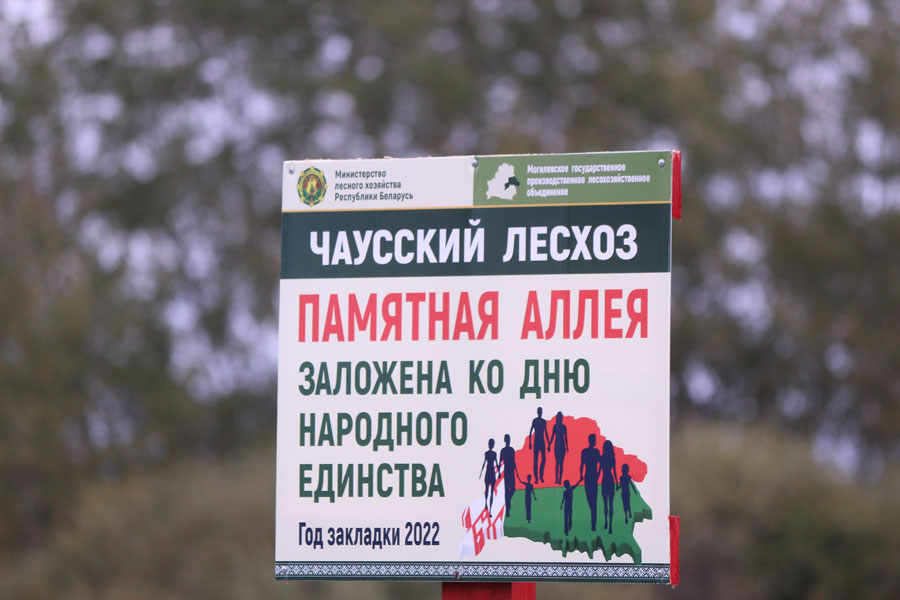 Министерство
лесного хозяйства
Республики Беларусь
Могилевское государственное
производственное лесохозяйственное
объединение
ЧАУССКИЙ ЛЕСХОЗ
ПАМЯТНАЯ АЛЛЕЯ
ЗАЛОЖЕНА КО ДНЮ
НАРОДНОГО
ЕДИНСТВА
Год закладки 2022